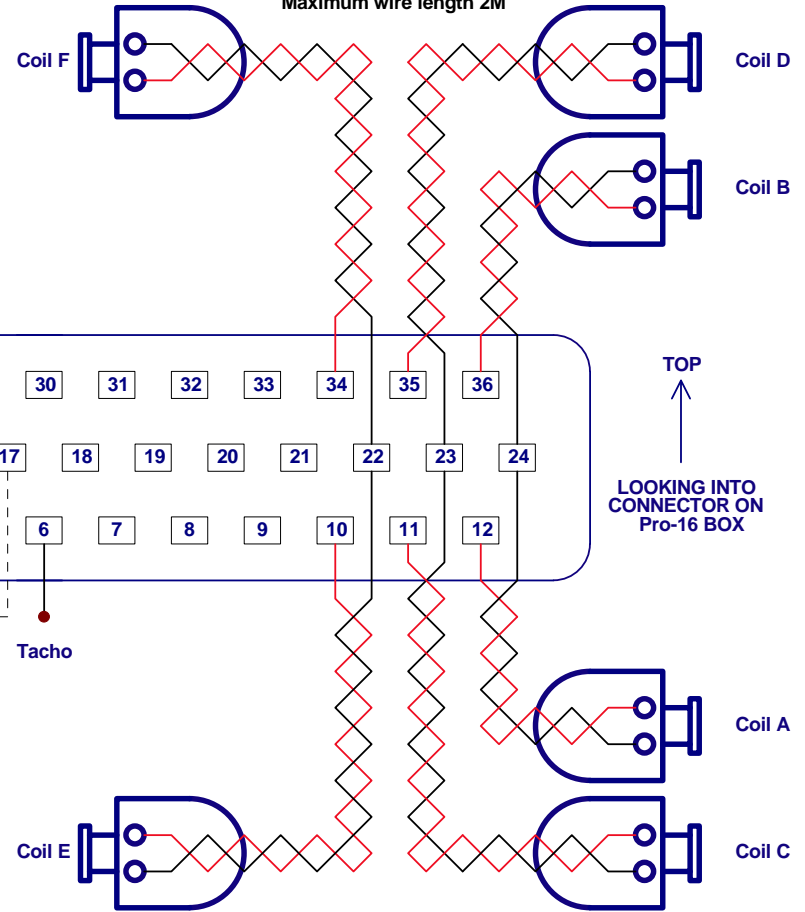 Maximum wire length 2M
Coil F
Coil D
Coil B
30 31 32 33 34 35 36
TOP
17 18 19 20 21 22 23 24
LOOKING INTO
CONNECTOR ON
Pro-16 BOX
6 7 8 9 10 11 12
Tacho
Coil A
Coil E
Coil C